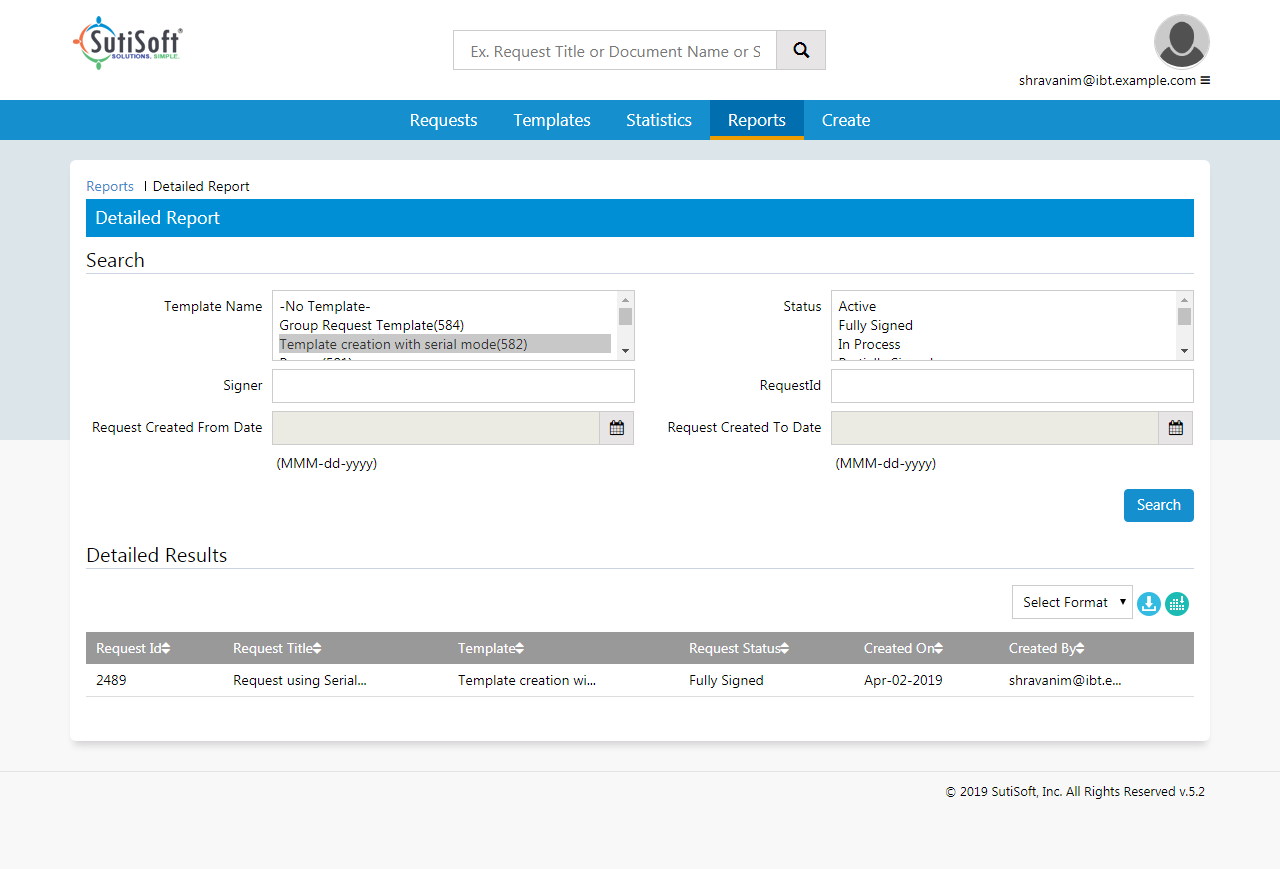 SutiSoft®
SOLUTIONS. SIMPLE.
Ex. Request Title or Document Name or S
shravanim@ibt.example.com
Requests Templates Statistics Reports Create
Reports | Detailed Report
Detailed Report
Search
Template Name
-No Template-
Group Request Template(584)
Template creation with serial mode(582)
Status
Active
Fully Signed
In Process
Signer
RequestId
Request Created From Date
Request Created To Date
(MMM-dd-yyyy)
(MMM-dd-yyyy)
Search
Detailed Results
Select Format
Request Id Request Title Template Request Status Created On Created By
2489 Request using Serial... Template creation wi... Fully Signed Apr-02-2019 shravanim@ibt.e...
© 2019 SutiSoft, Inc. All Rights Reserved v.5.2